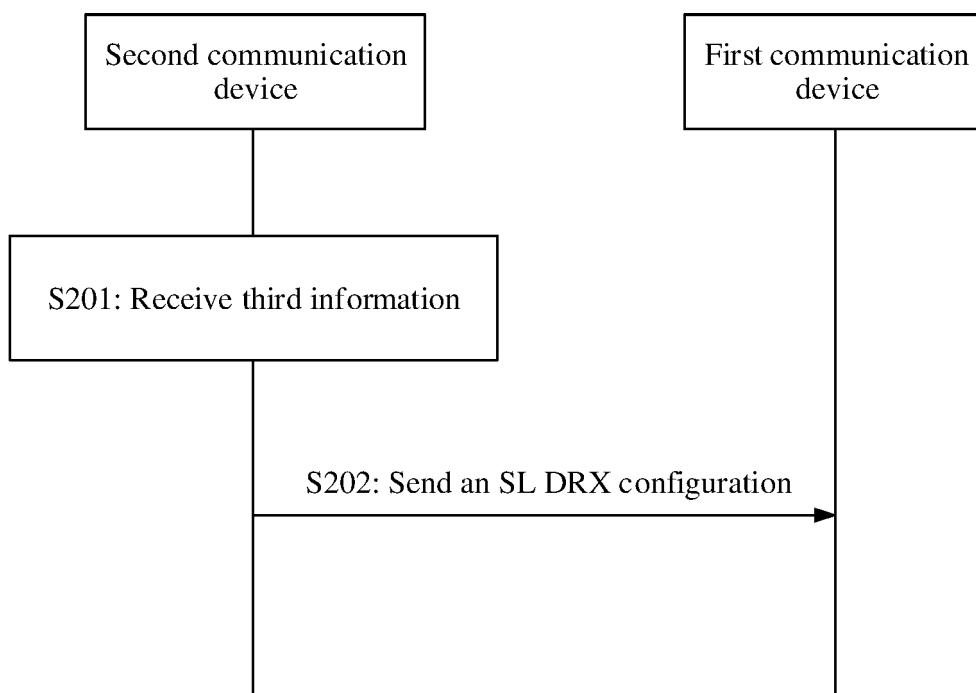 Second communication
device
First communication
device
S201: Receive third information
S202: Send an SL DRX configuration